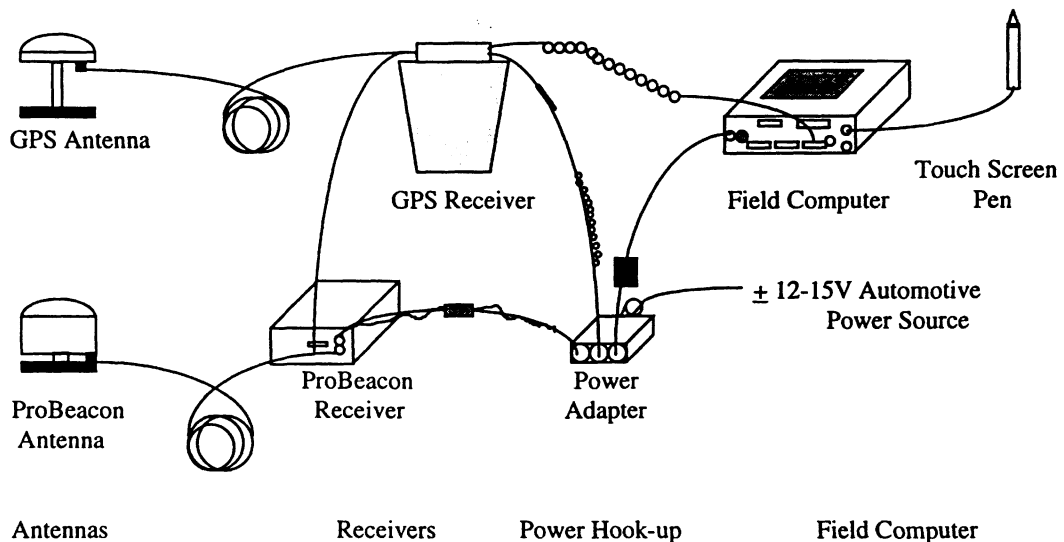 GPS Antenna
GPS Receiver
Field Computer
Touch Screen
Pen
± 12-15V Automotive
Power Source
ProBeacon
Antenna
ProBeacon
Receiver
Power
Adapter
Antennas
Receivers
Power Hook-up
Field Computer